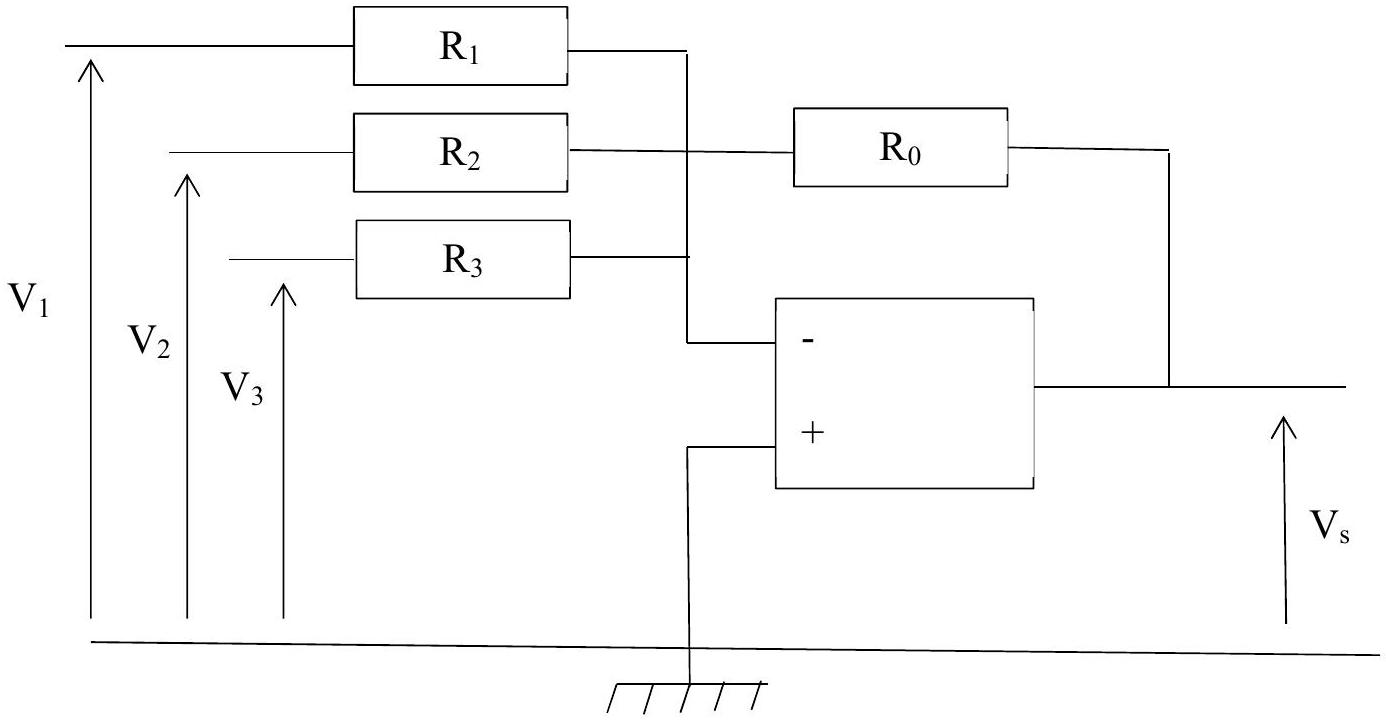 R₁
R₂
R₀
R₃
V₁
V₂
-
V₃
+
Vₛ